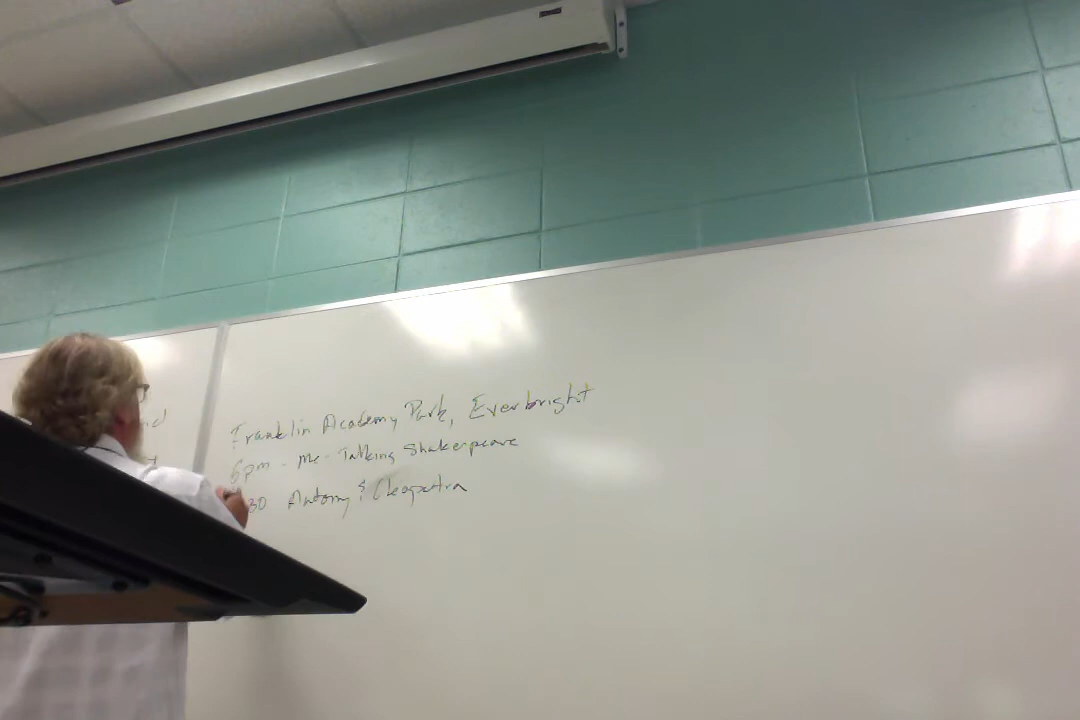 Franklin Academy Park, Everbright
6pm - Me - Talking Shakespeare
30 Antony & Cleopatra